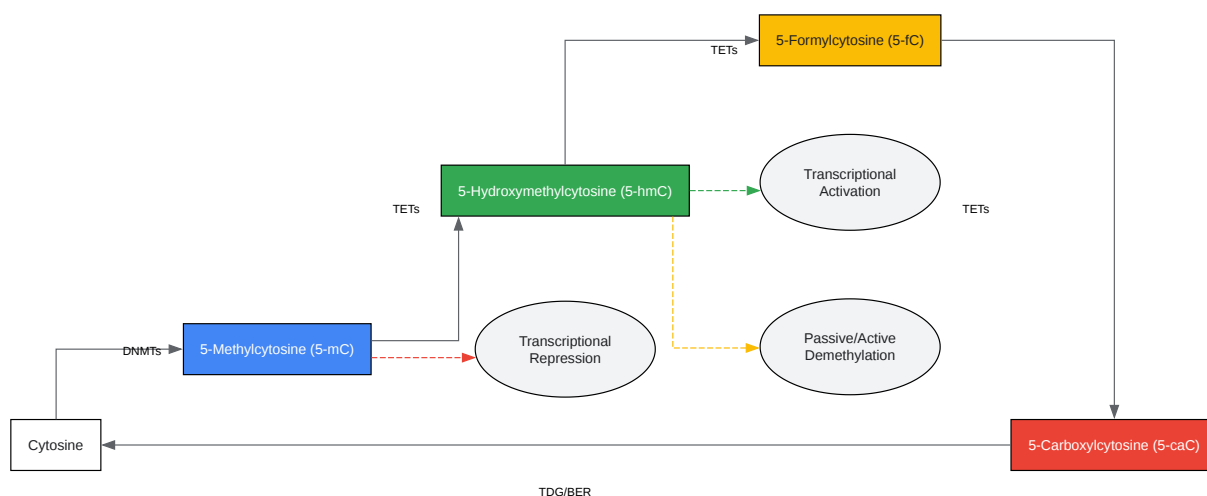 5-Formylcytosine (5-fC)
TETs
Transcriptional
Activation
5-Hydroxymethylcytosine (5-hmC)
TETs
TETs
DNMTs
5-Methylcytosine (5-mC)
Transcriptional
Repression
Passive/Active
Demethylation
Cytosine
5-Carboxylcytosine (5-caC)
TDG/BER